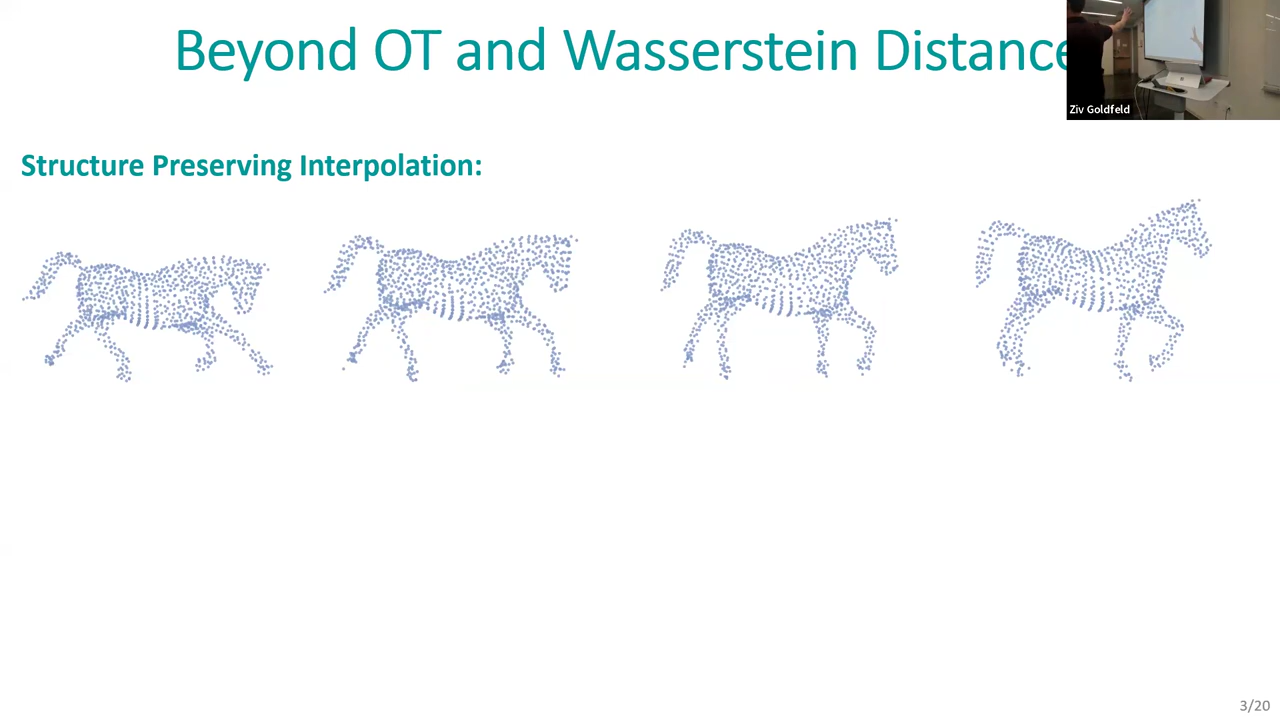 Beyond OT and Wasserstein Distance
Ziv Goldfeld
Structure Preserving Interpolation:
3/20